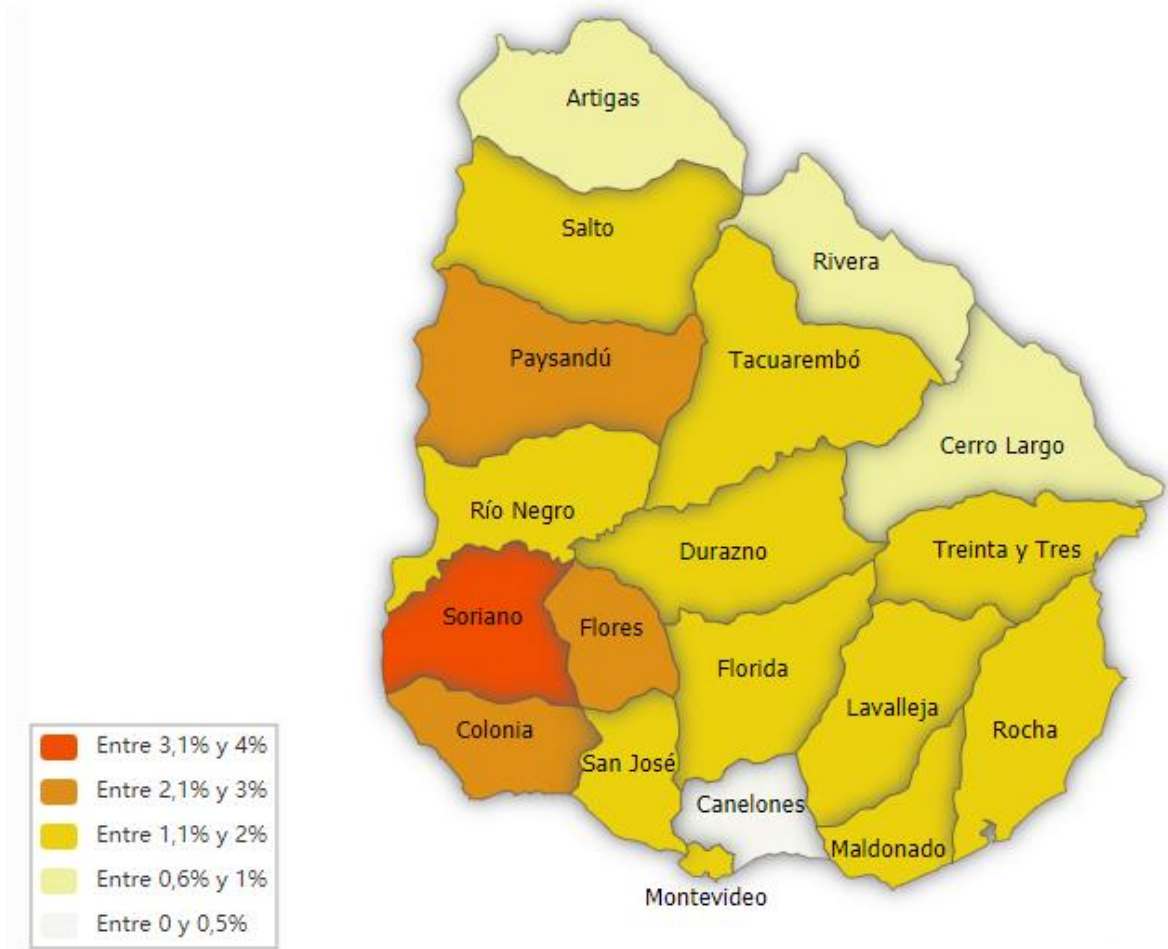 Artigas
Salto
Rivera
Paysandú
Tacuarembó
Cerro Largo
Río Negro
Durazno
Treinta y Tres
Soriano
Flores
Florida
Lavalleja
Colonia
San José
Rocha
Canelones
Maldonado
Montevideo
Entre 3,1% y 4%
Entre 2,1% y 3%
Entre 1,1% y 2%
Entre 0,6% y 1%
Entre 0 y 0,5%